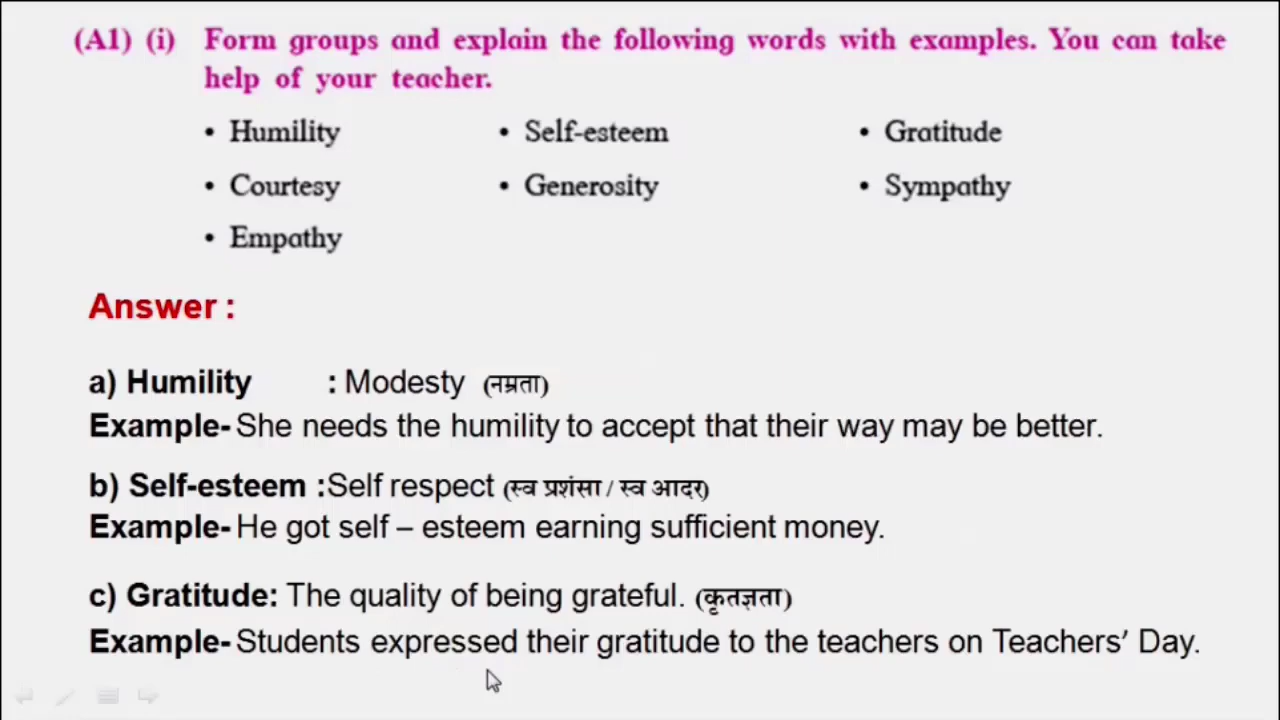 (A1) (i) Form groups and explain the following words with examples. You can take
help of your teacher.
• Humility • Self-esteem • Gratitude
• Courtesy • Generosity • Sympathy
• Empathy
Answer :
a) Humility : Modesty (नम्रता)
Example- She needs the humility to accept that their way may be better.
b) Self-esteem :Self respect (स्व प्रशंसा / स्व आदर)
Example- He got self – esteem earning sufficient money.
c) Gratitude: The quality of being grateful. (कृतज्ञता)
Example- Students expressed their gratitude to the teachers on Teachers’ Day.